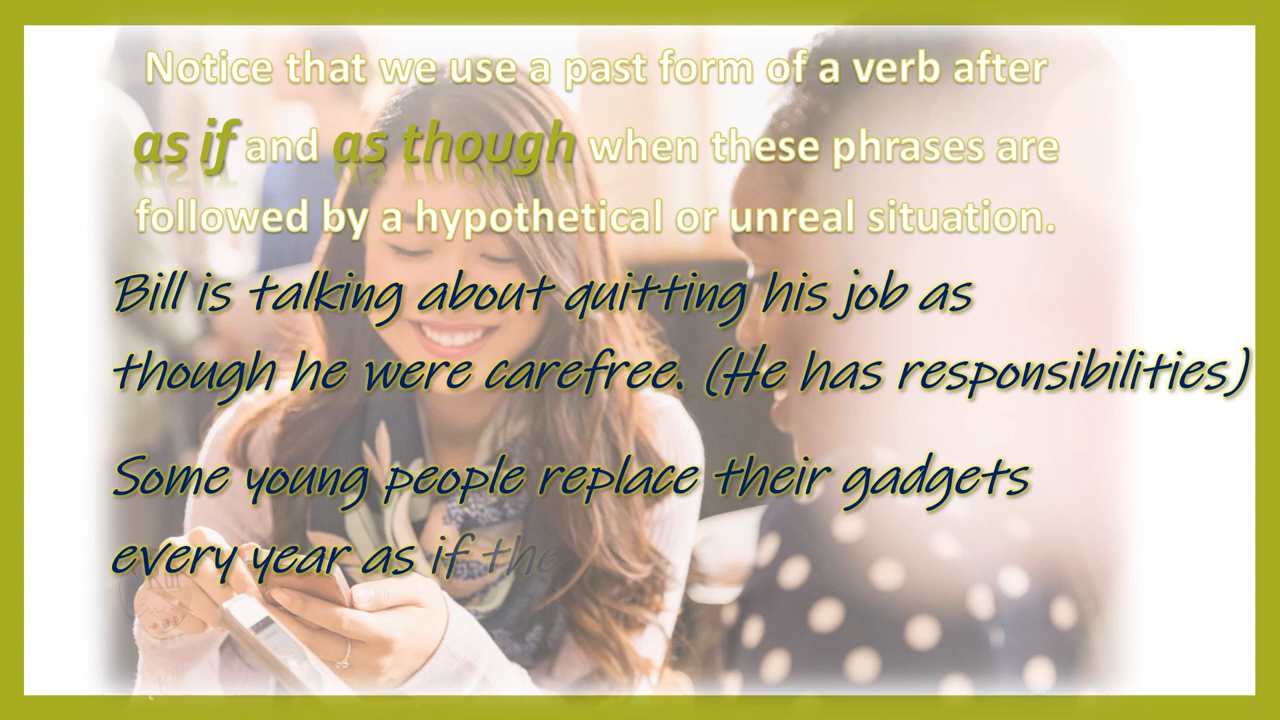 Notice that we use a past form of a verb after
as if and as though when these phrases are
followed by a hypothetical or unreal situation.
Bill is talking about quitting his job as
though he were carefree. (He has responsibilities)
Some young people replace their gadgets
every year as if the